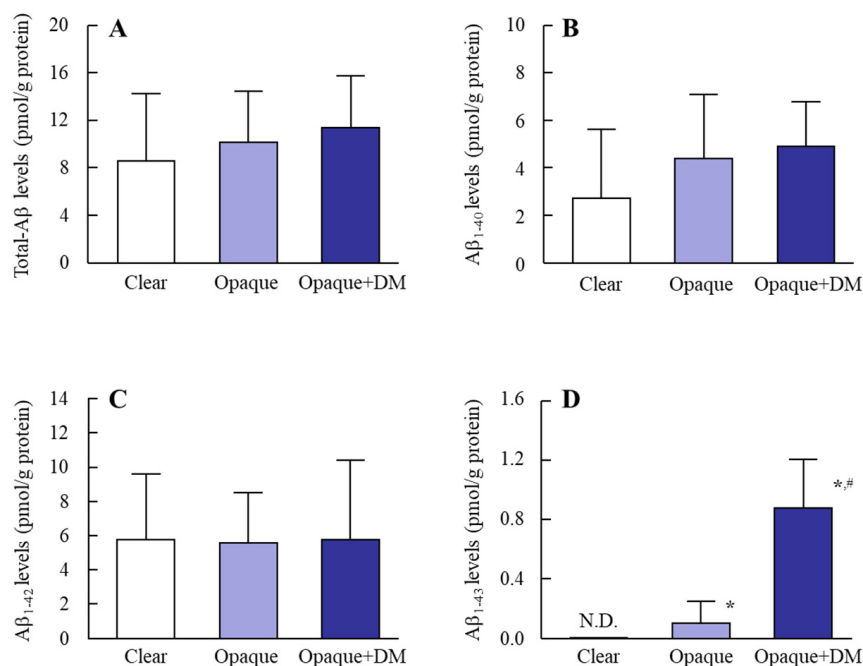 A
Total-Aβ levels (pmol/g protein)
20
16
12
8
4
0
Clear Opaque Opaque+DM
B
Aβ1-40 levels (pmol/g protein)
10
8
6
4
2
0
Clear Opaque Opaque+DM
C
Aβ1-42 levels (pmol/g protein)
14
12
10
8
6
4
2
0
Clear Opaque Opaque+DM
D
Aβ1-43 levels (pmol/g protein)
1.6
1.2
0.8
0.4
0.0
N.D.
*
*,#
Clear Opaque Opaque+DM